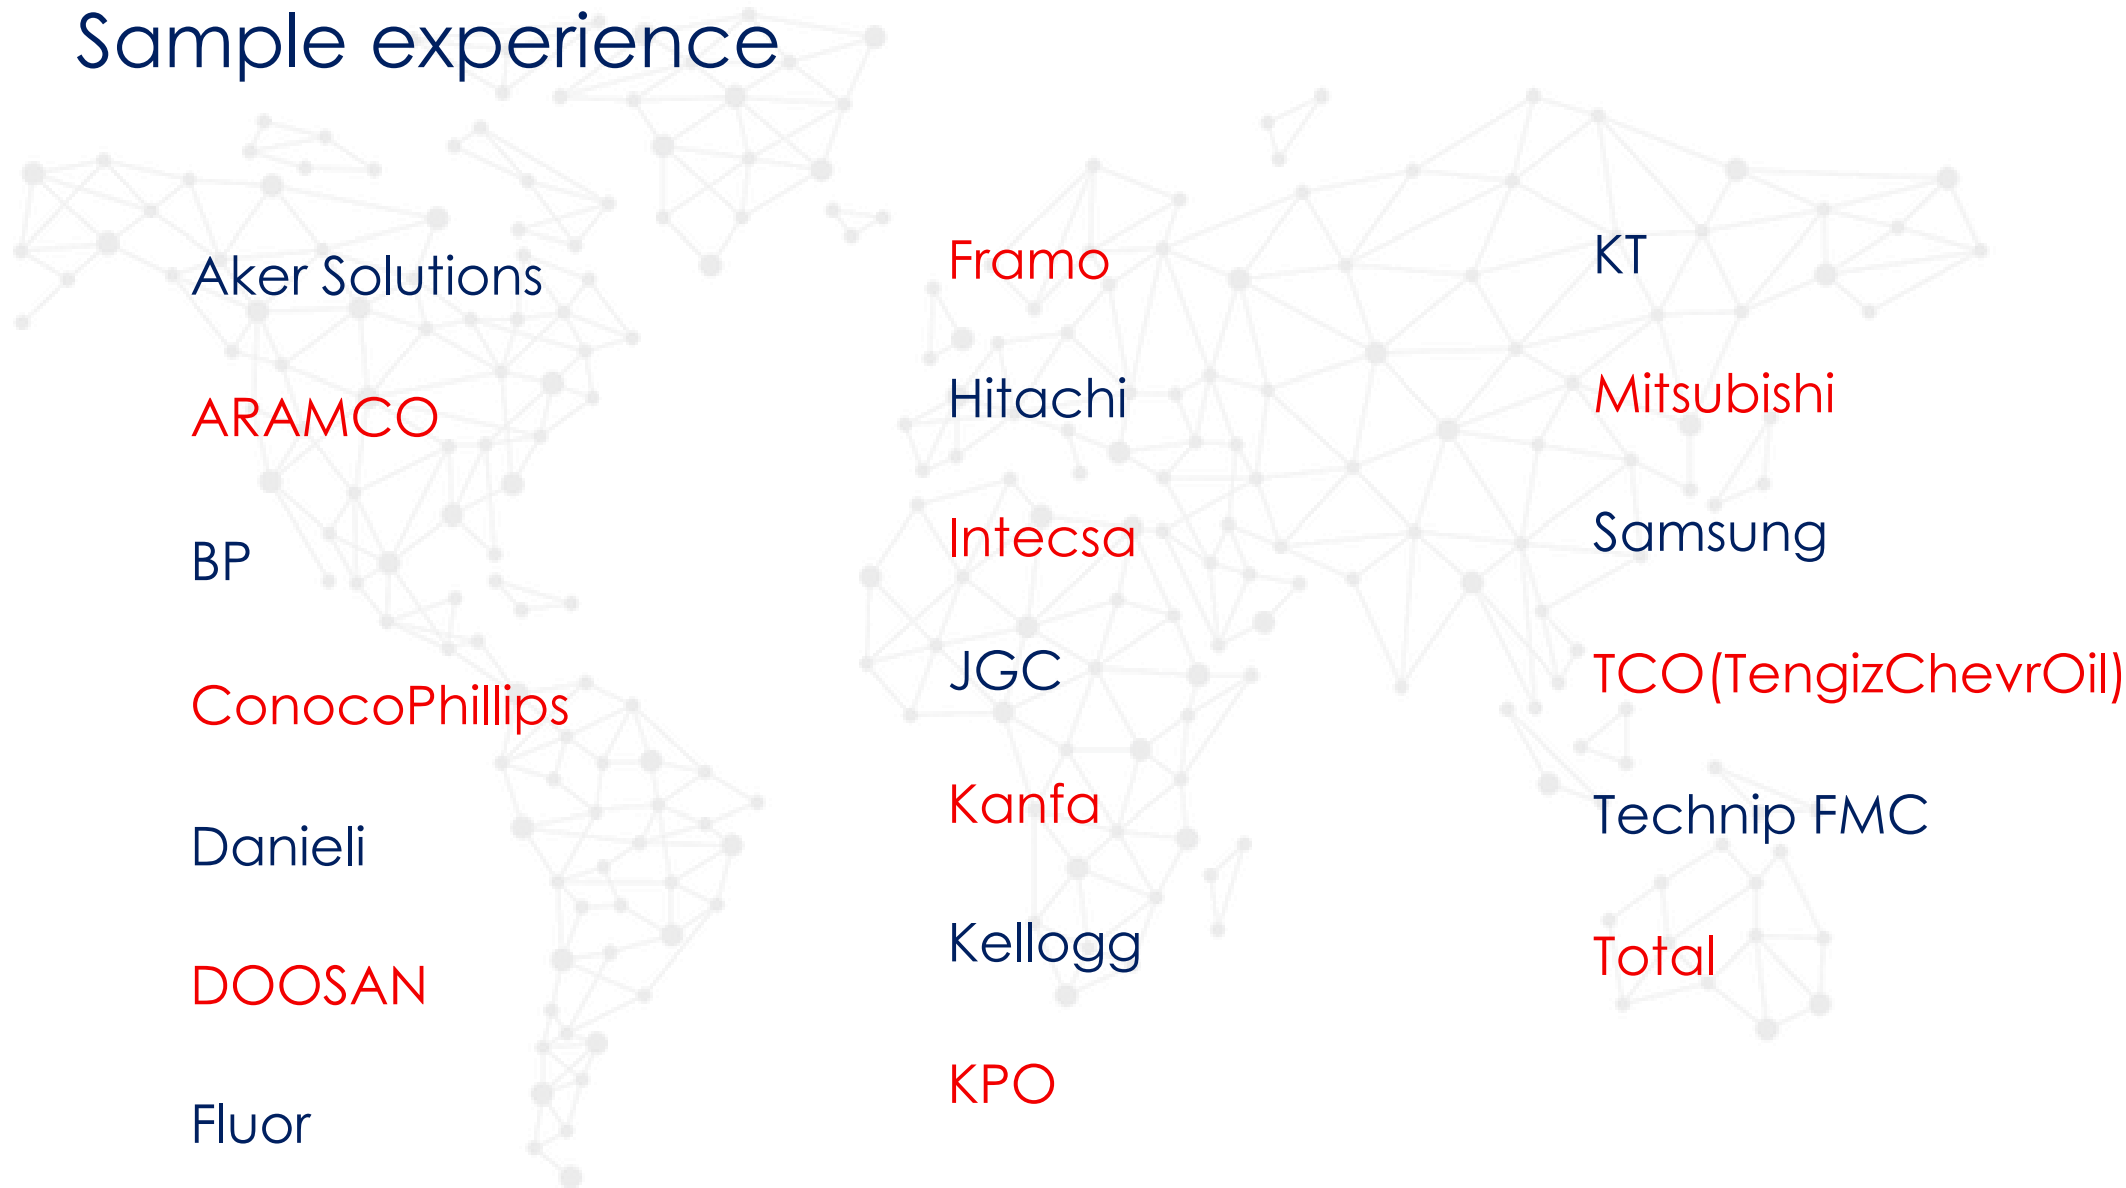 Sample experience
Aker Solutions
ARAMCO
BP
ConocoPhillips
Danieli
DOOSAN
Fluor
Framo
Hitachi
Intecsa
JGC
Kanfa
Kellogg
KPO
KT
Mitsubishi
Samsung
TCO(TengizChevrOil)
Technip FMC
Total